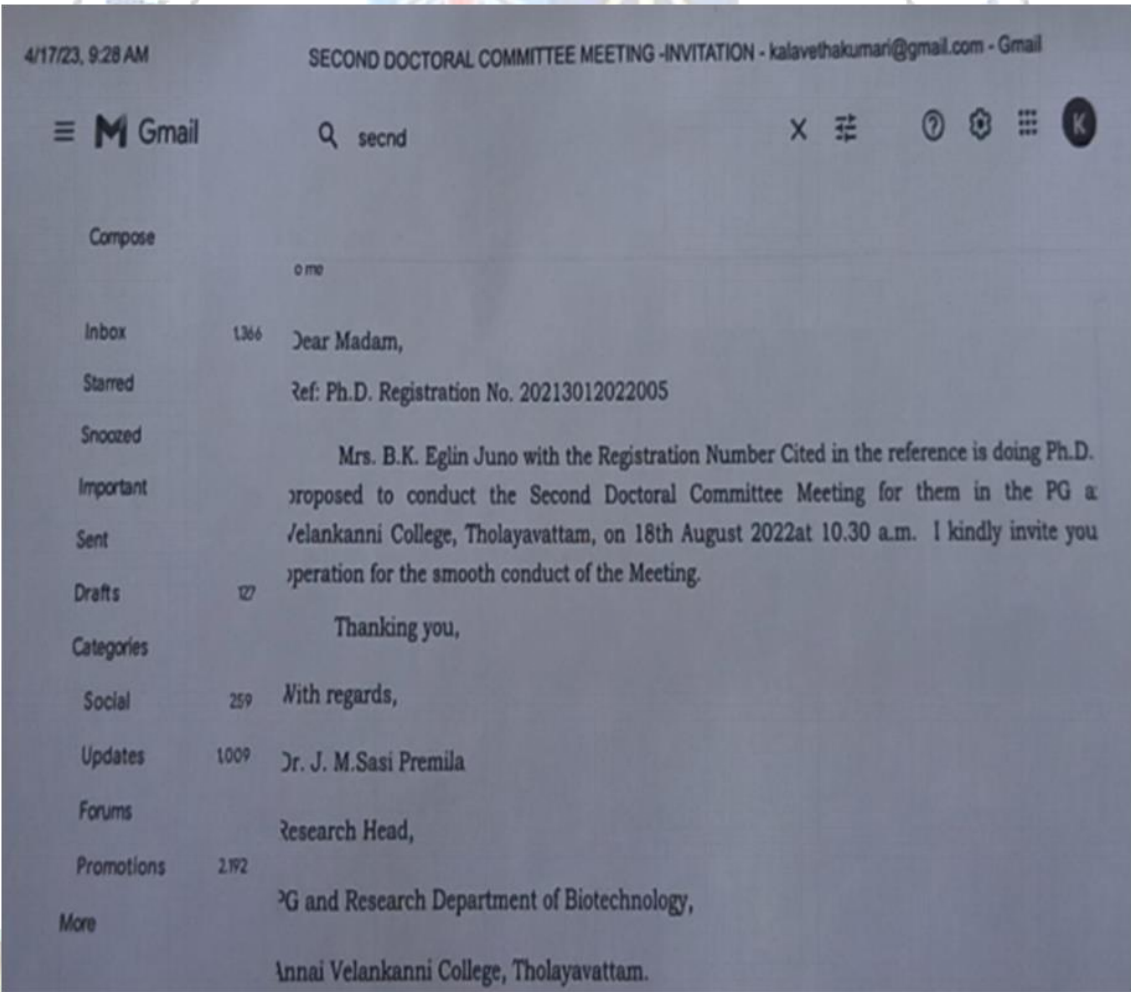 4/17/23, 9:28 AM SECOND DOCTORAL COMMITTEE MEETING -INVITATION - kalavethakumari@gmail.com - Gmail
Gmail secnd K
Compose
o me
Inbox 1,366
Dear Madam,
Starred
Ref: Ph.D. Registration No. 20213012022005
Snoozed
Mrs. B.K. Eglin Juno with the Registration Number Cited in the reference is doing Ph.D.
Important
proposed to conduct the Second Doctoral Committee Meeting for them in the PG a
Sent
Velankanni College, Tholayavattam, on 18th August 2022at 10.30 a.m. I kindly invite you
Drafts 127
operation for the smooth conduct of the Meeting.
Categories
Thanking you,
Social 259
With regards,
Updates 1,009
Dr. J. M.Sasi Premila
Forums
Research Head,
Promotions 2,192
PG and Research Department of Biotechnology,
More
Annai Velankanni College, Tholayavattam.